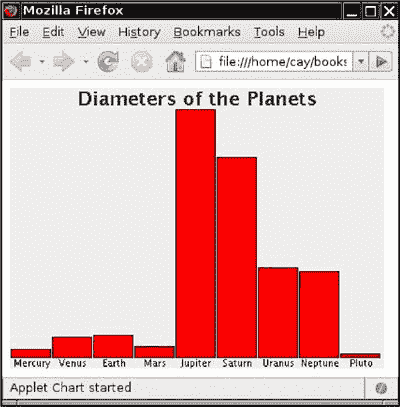 Mozilla Firefox
File Edit View History Bookmarks Tools Help
file:///home/cay/books
Diameters of the Planets
Mercury Venus Earth Mars Jupiter Saturn Uranus Neptune Pluto
Applet Chart started